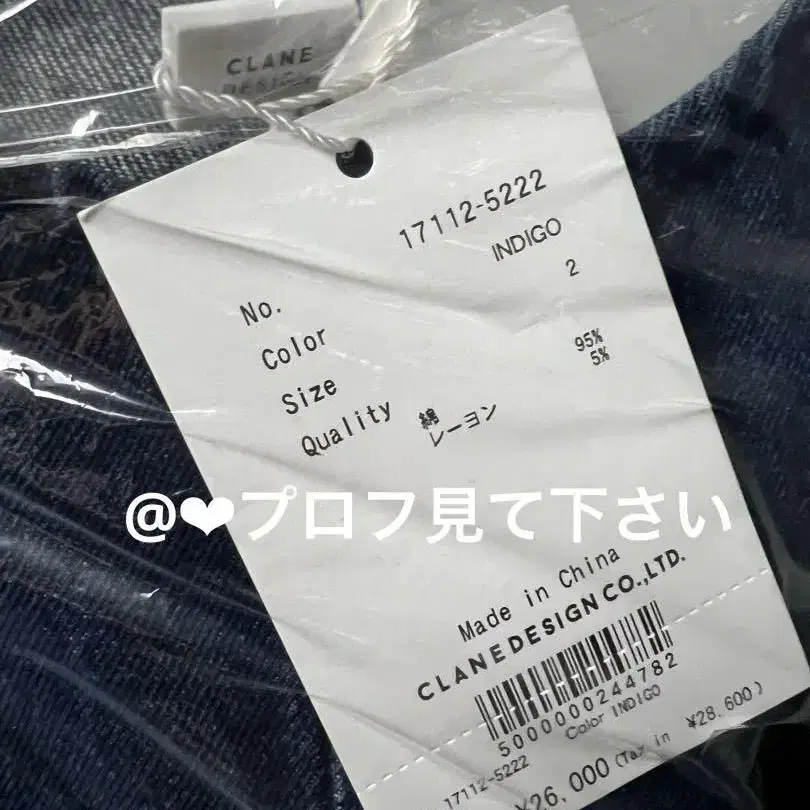 CLANE
DESIGN
No. 17112-5222
Color INDIGO
Size 2
Quality 綿 95%
レーヨン 5%
@❤プロフ見て下さい
Made in China
CLANE DESIGN CO.,LTD.
5000000244782
17112-5222 Color INDIGO
¥26,000 (Tax in ¥28,600)